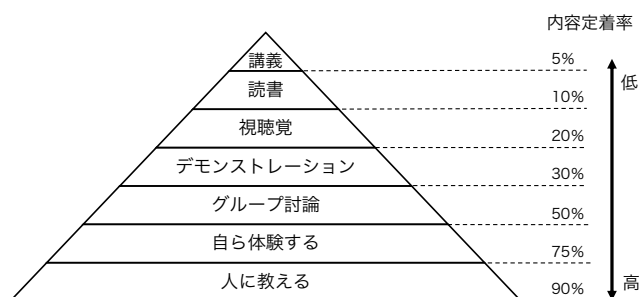 内容定着率
講義
5%
低
読書
10%
視聴覚
20%
デモンストレーション
30%
グループ討論
50%
自ら体験する
75%
人に教える
90%
高